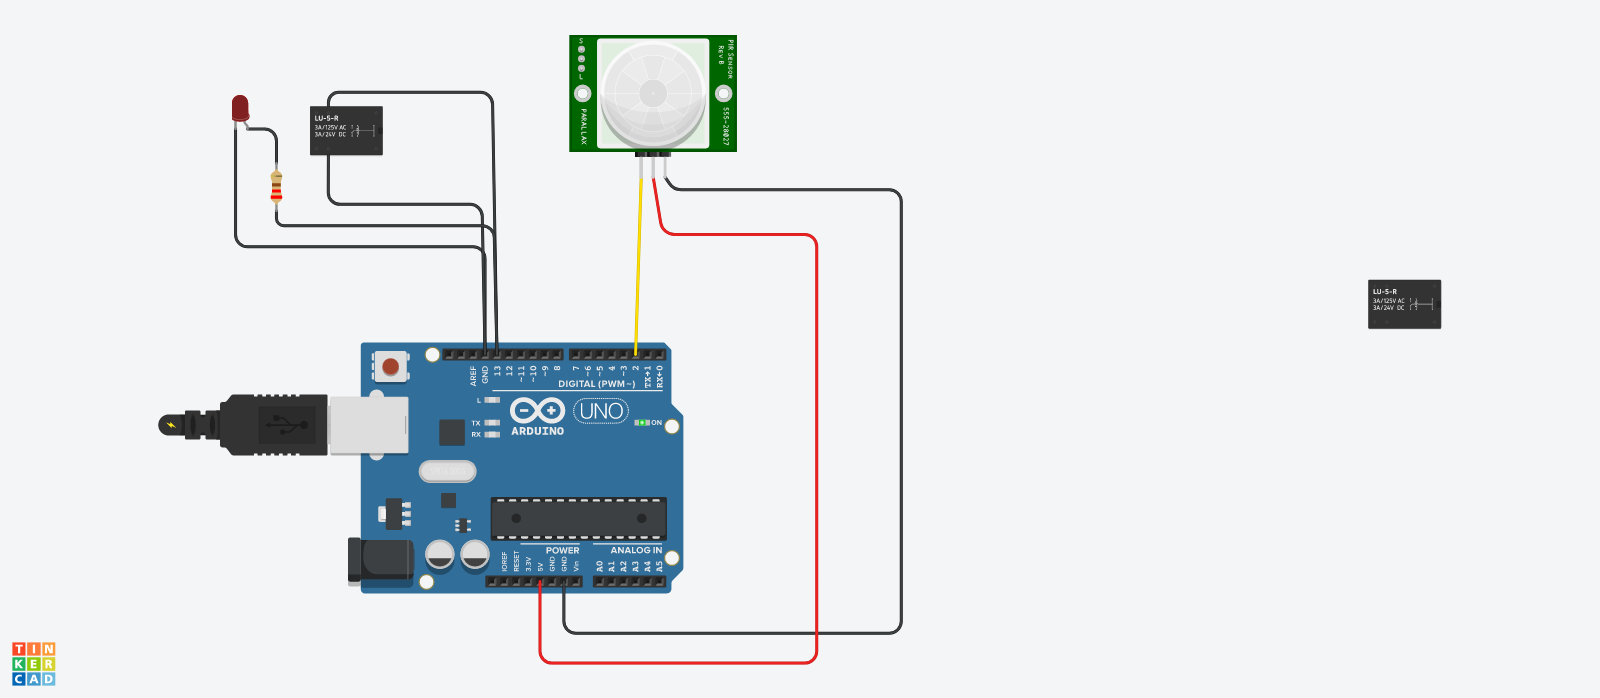 S
L
PIR SENSOR
Rev B
PARALLAX
555-28027
LU-5-R
3A/125V AC
3A/24V DC
LU-5-R
3A/125V AC
3A/24V DC
AREF
GND
13
12
~11
~10
~9
8
7
~6
~5
4
~3
2
TX→1
RX←0
DIGITAL (PWM~)
L
TX
RX
ARDUINO
UNO
ON
POWER
ANALOG IN
IOREF
RESET
3.3V
5V
GND
GND
Vin
A0
A1
A2
A3
A4
A5
TIN
KER
CAD